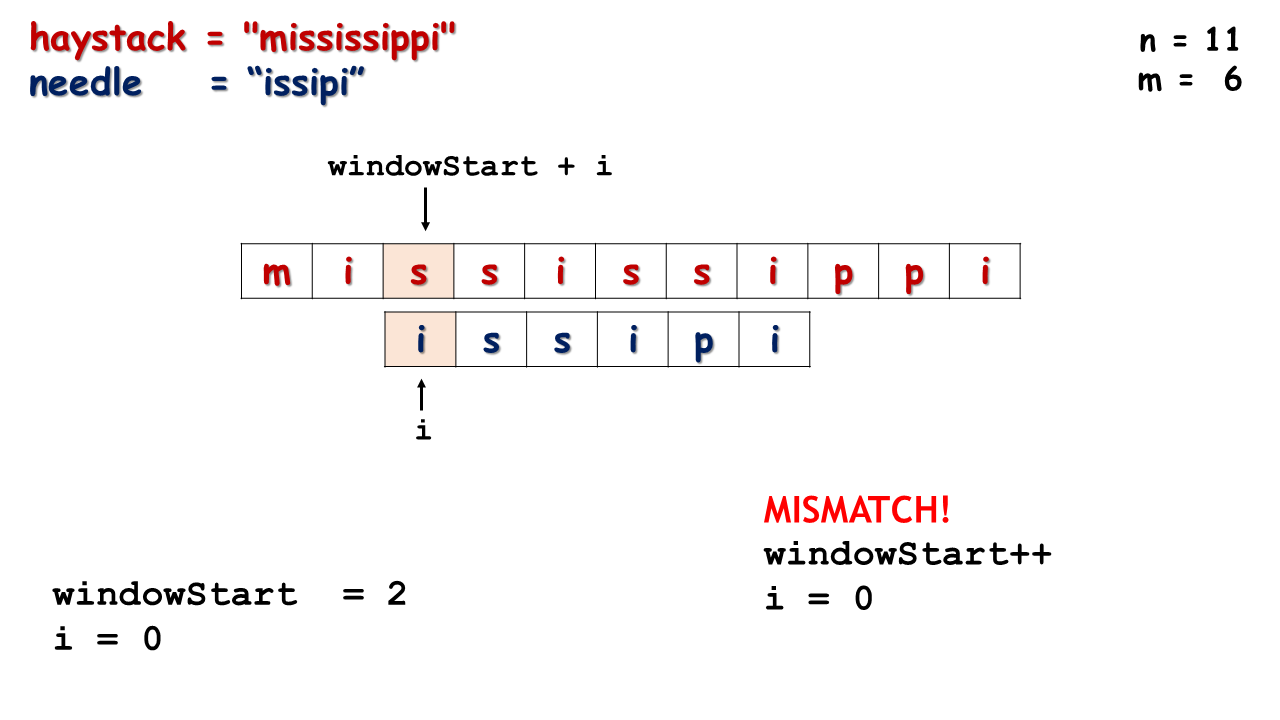 haystack = "mississippi"
needle = “issipi”
n = 11
m = 6
windowStart + i
m i s s i s s i p p i
i s s i p i
i
MISMATCH!
windowStart++
i = 0
windowStart = 2
i = 0